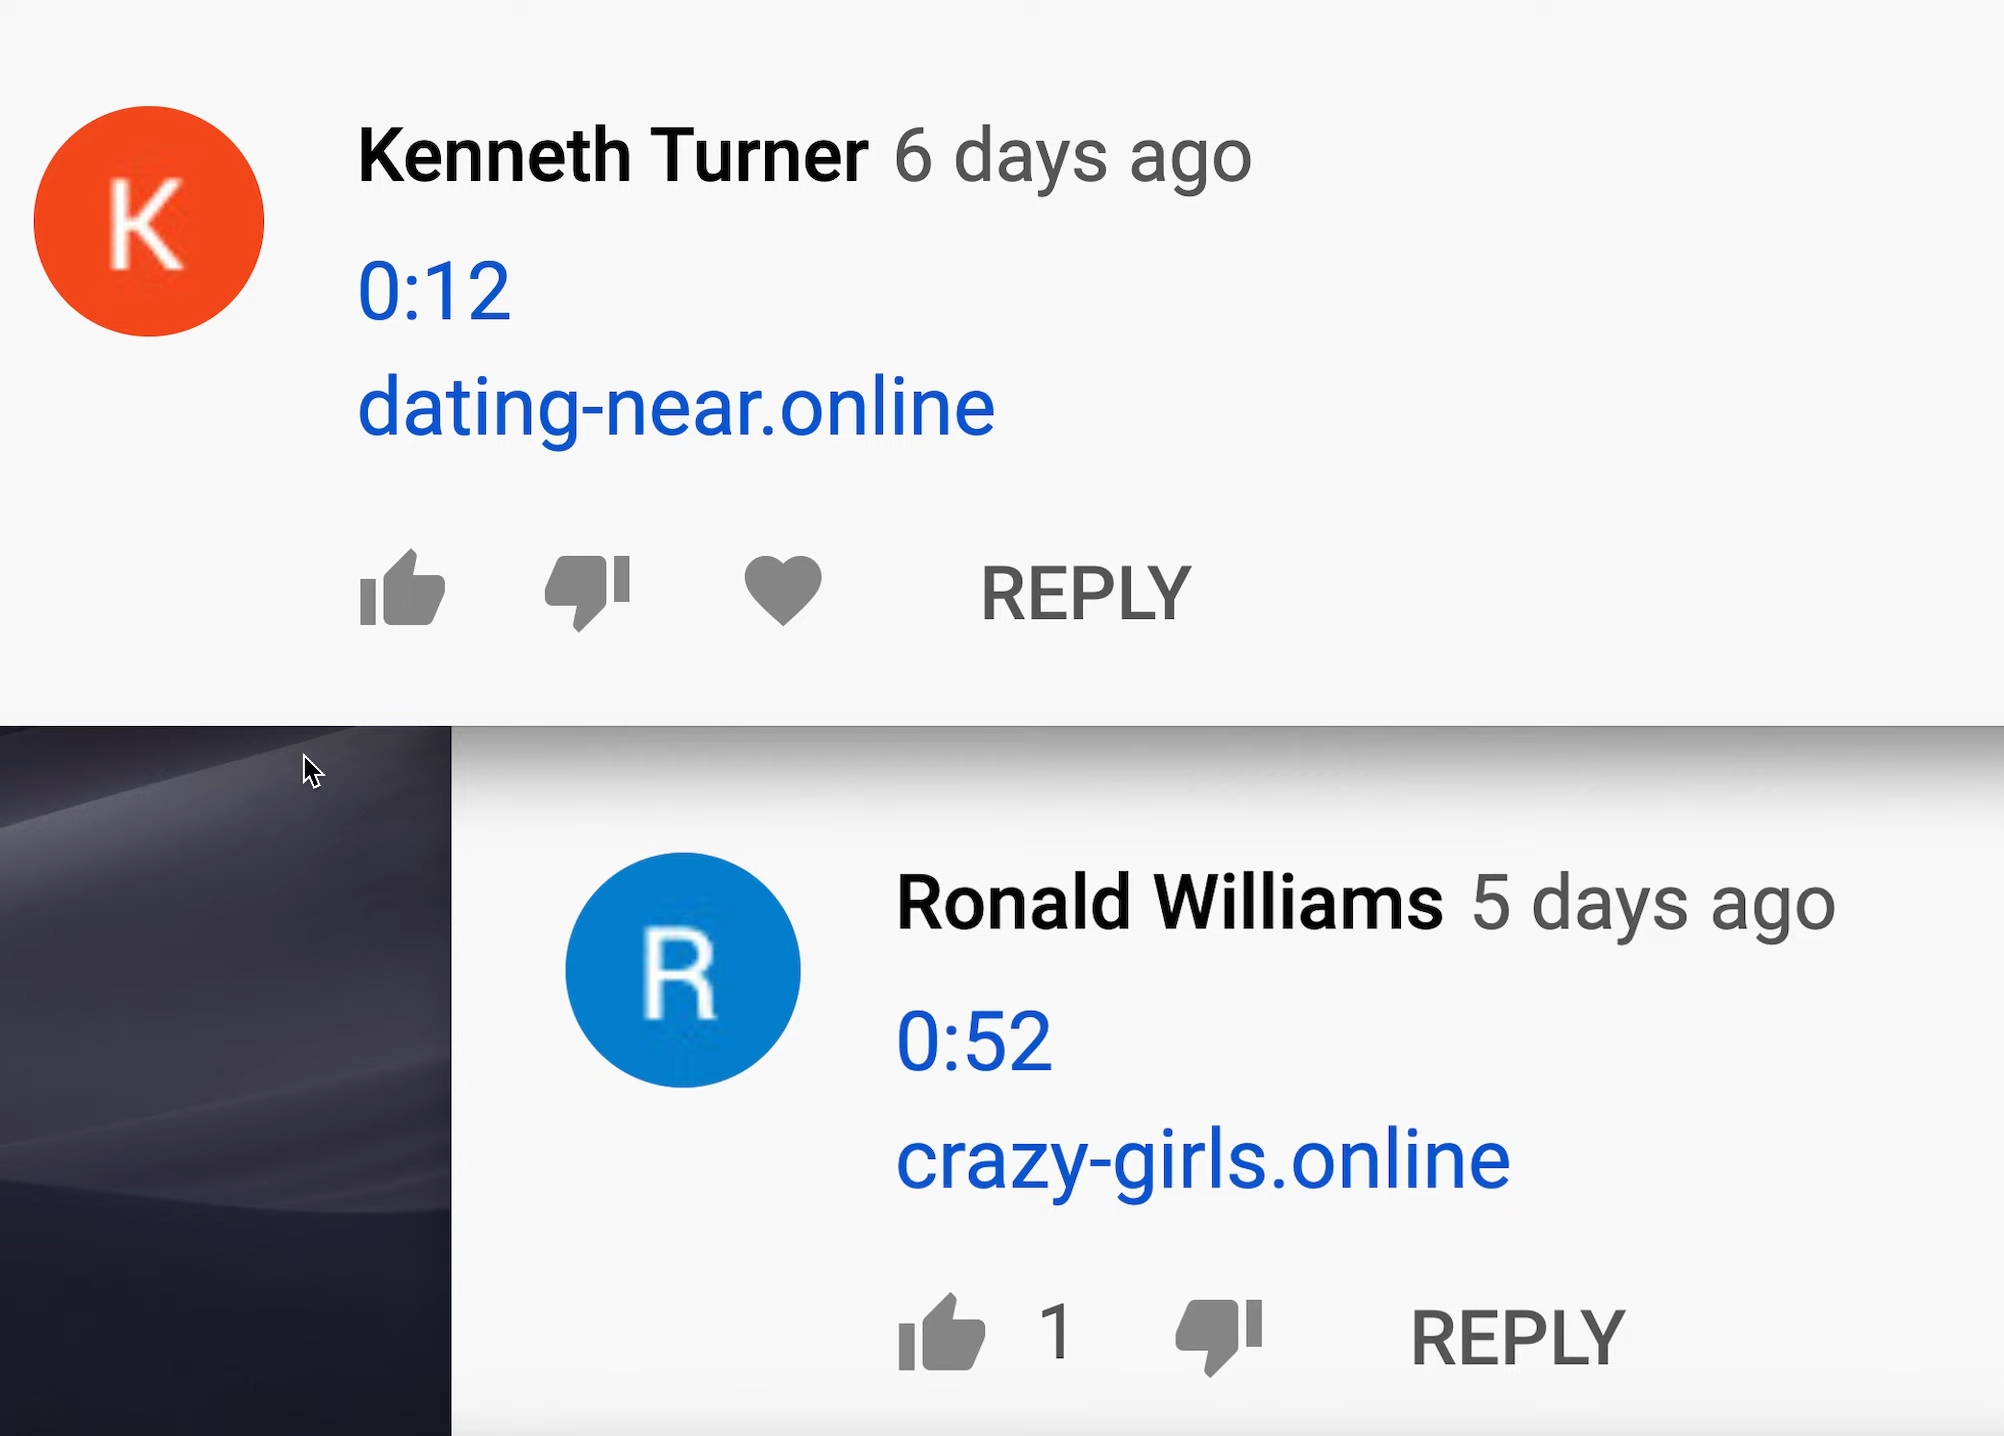 K
Kenneth Turner 6 days ago
0:12
dating-near.online
REPLY
R
Ronald Williams 5 days ago
0:52
crazy-girls.online
1
REPLY